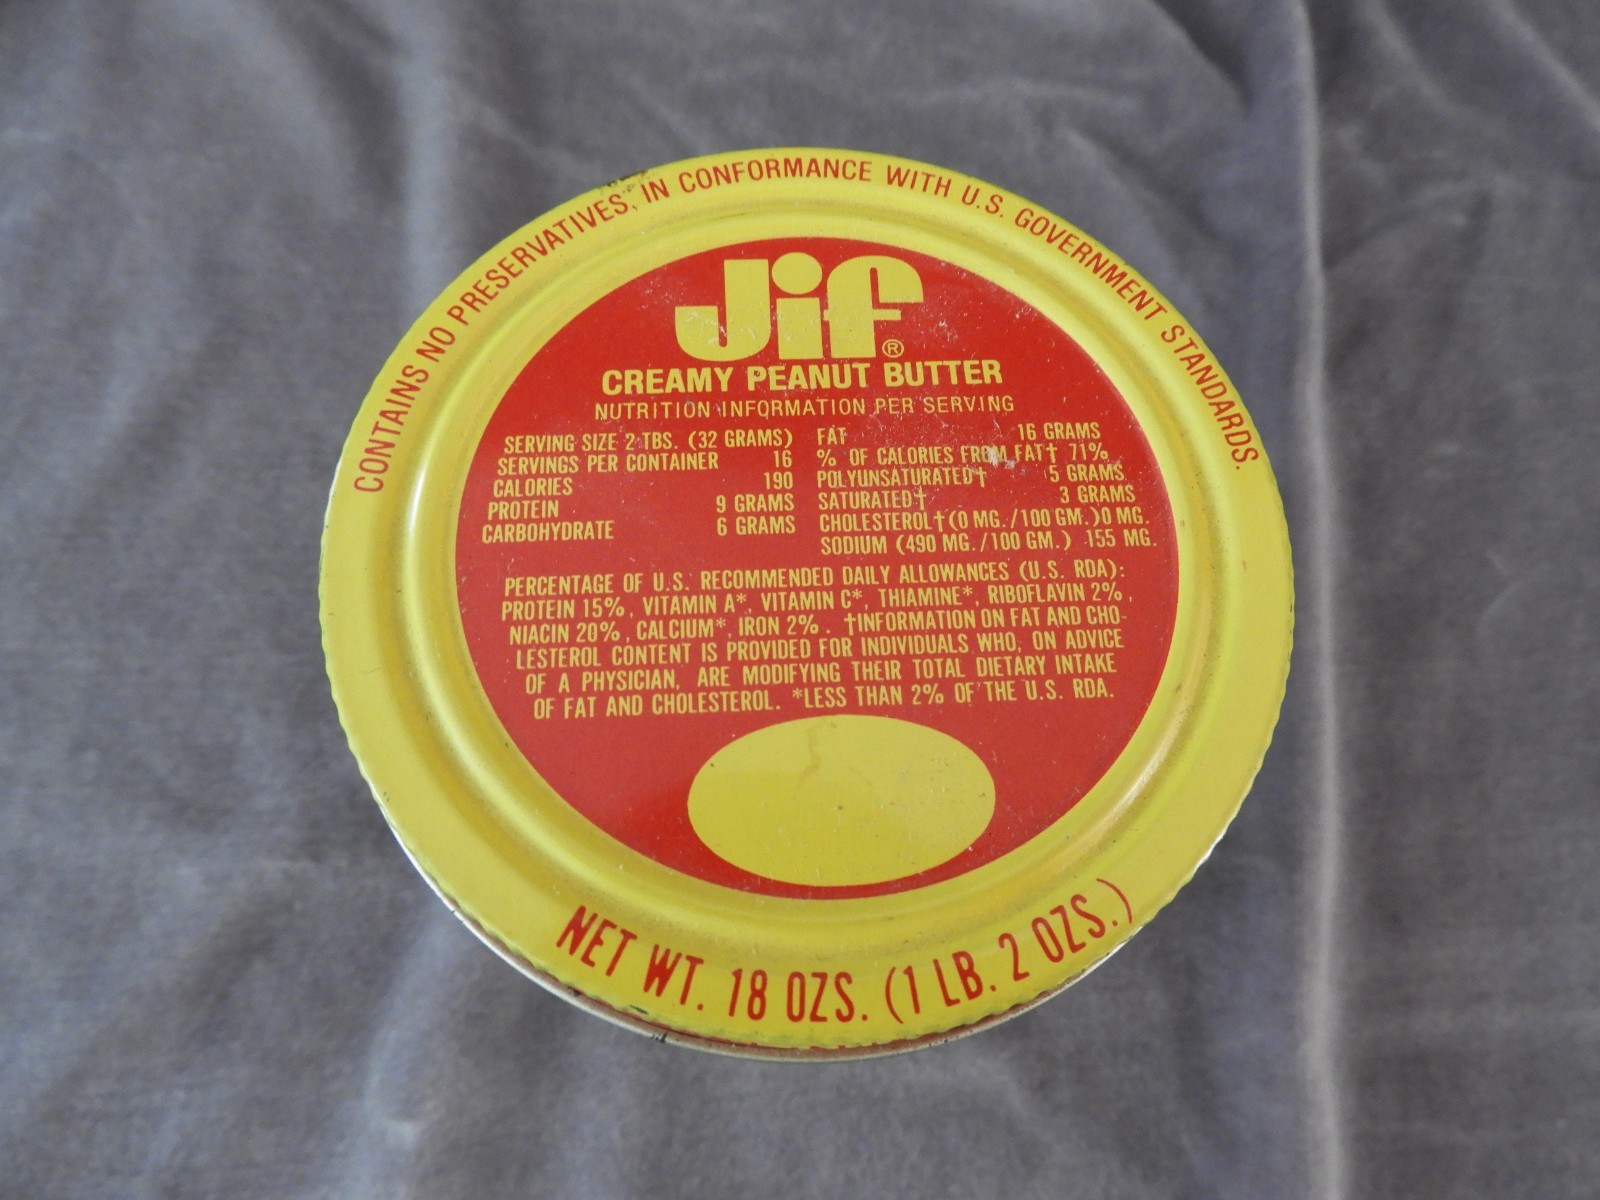 CONTAINS NO PRESERVATIVES, IN CONFORMANCE WITH U.S. GOVERNMENT STANDARDS.
Jif®
CREAMY PEANUT BUTTER
NUTRITION INFORMATION PER SERVING
SERVING SIZE 2 TBS. (32 GRAMS)
SERVINGS PER CONTAINER 16
CALORIES 190
PROTEIN 9 GRAMS
CARBOHYDRATE 6 GRAMS
FAT 16 GRAMS
% OF CALORIES FROM FAT† 71%
POLYUNSATURATED† 5 GRAMS
SATURATED† 3 GRAMS
CHOLESTEROL† (0 MG./100 GM.) 0 MG.
SODIUM (490 MG./100 GM.) 155 MG.
PERCENTAGE OF U.S. RECOMMENDED DAILY ALLOWANCES (U.S. RDA):
PROTEIN 15%, VITAMIN A*, VITAMIN C*, THIAMINE*, RIBOFLAVIN 2%,
NIACIN 20%, CALCIUM*, IRON 2%. †INFORMATION ON FAT AND CHO-
LESTEROL CONTENT IS PROVIDED FOR INDIVIDUALS WHO, ON ADVICE
OF A PHYSICIAN, ARE MODIFYING THEIR TOTAL DIETARY INTAKE
OF FAT AND CHOLESTEROL. *LESS THAN 2% OF THE U.S. RDA.
NET WT. 18 OZS. (1 LB. 2 OZS.)